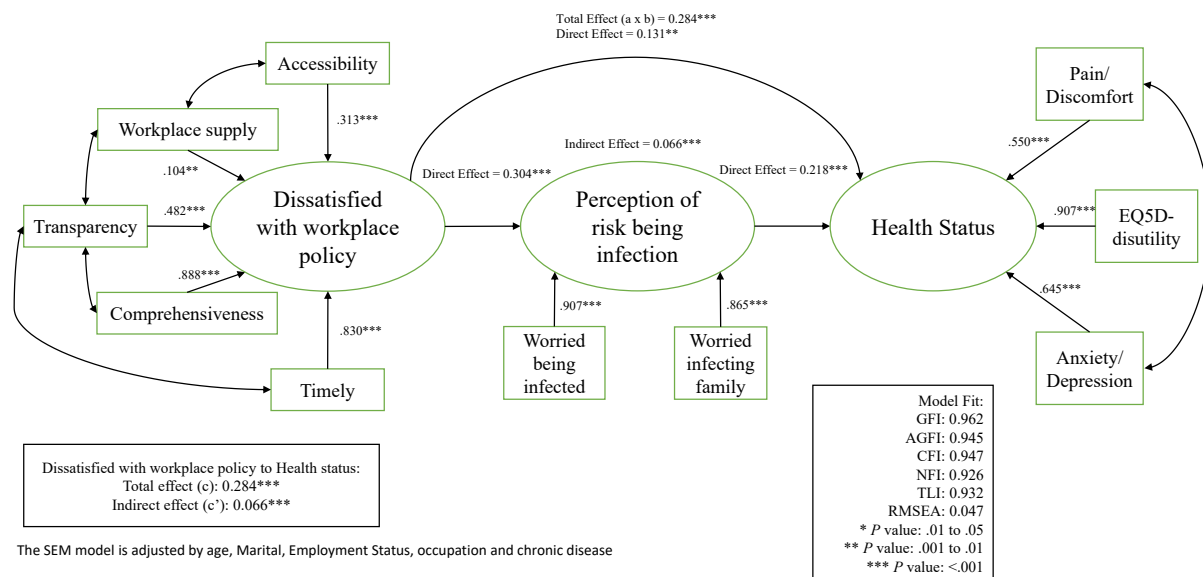 Total Effect (a x b) = 0.284***
Direct Effect = 0.131**
Accessibility
Pain/
Discomfort
Workplace supply
.313***
.550***
Indirect Effect = 0.066***
.104**
Direct Effect = 0.304***
Direct Effect = 0.218***
Dissatisfied
with workplace
policy
Perception of
risk being
infection
Health Status
Transparency
.482***
.907***
EQ5D-
disutility
.888***
.645***
Comprehensiveness
.830***
.907***
.865***
Worried
being
infected
Worried
infecting
family
Anxiety/
Depression
Timely
Model Fit:
GFI: 0.962
AGFI: 0.945
CFI: 0.947
NFI: 0.926
TLI: 0.932
RMSEA: 0.047
* P value: .01 to .05
** P value: .001 to .01
*** P value: <.001
Dissatisfied with workplace policy to Health status:
Total effect (c): 0.284***
Indirect effect (c’): 0.066***
The SEM model is adjusted by age, Marital, Employment Status, occupation and chronic disease